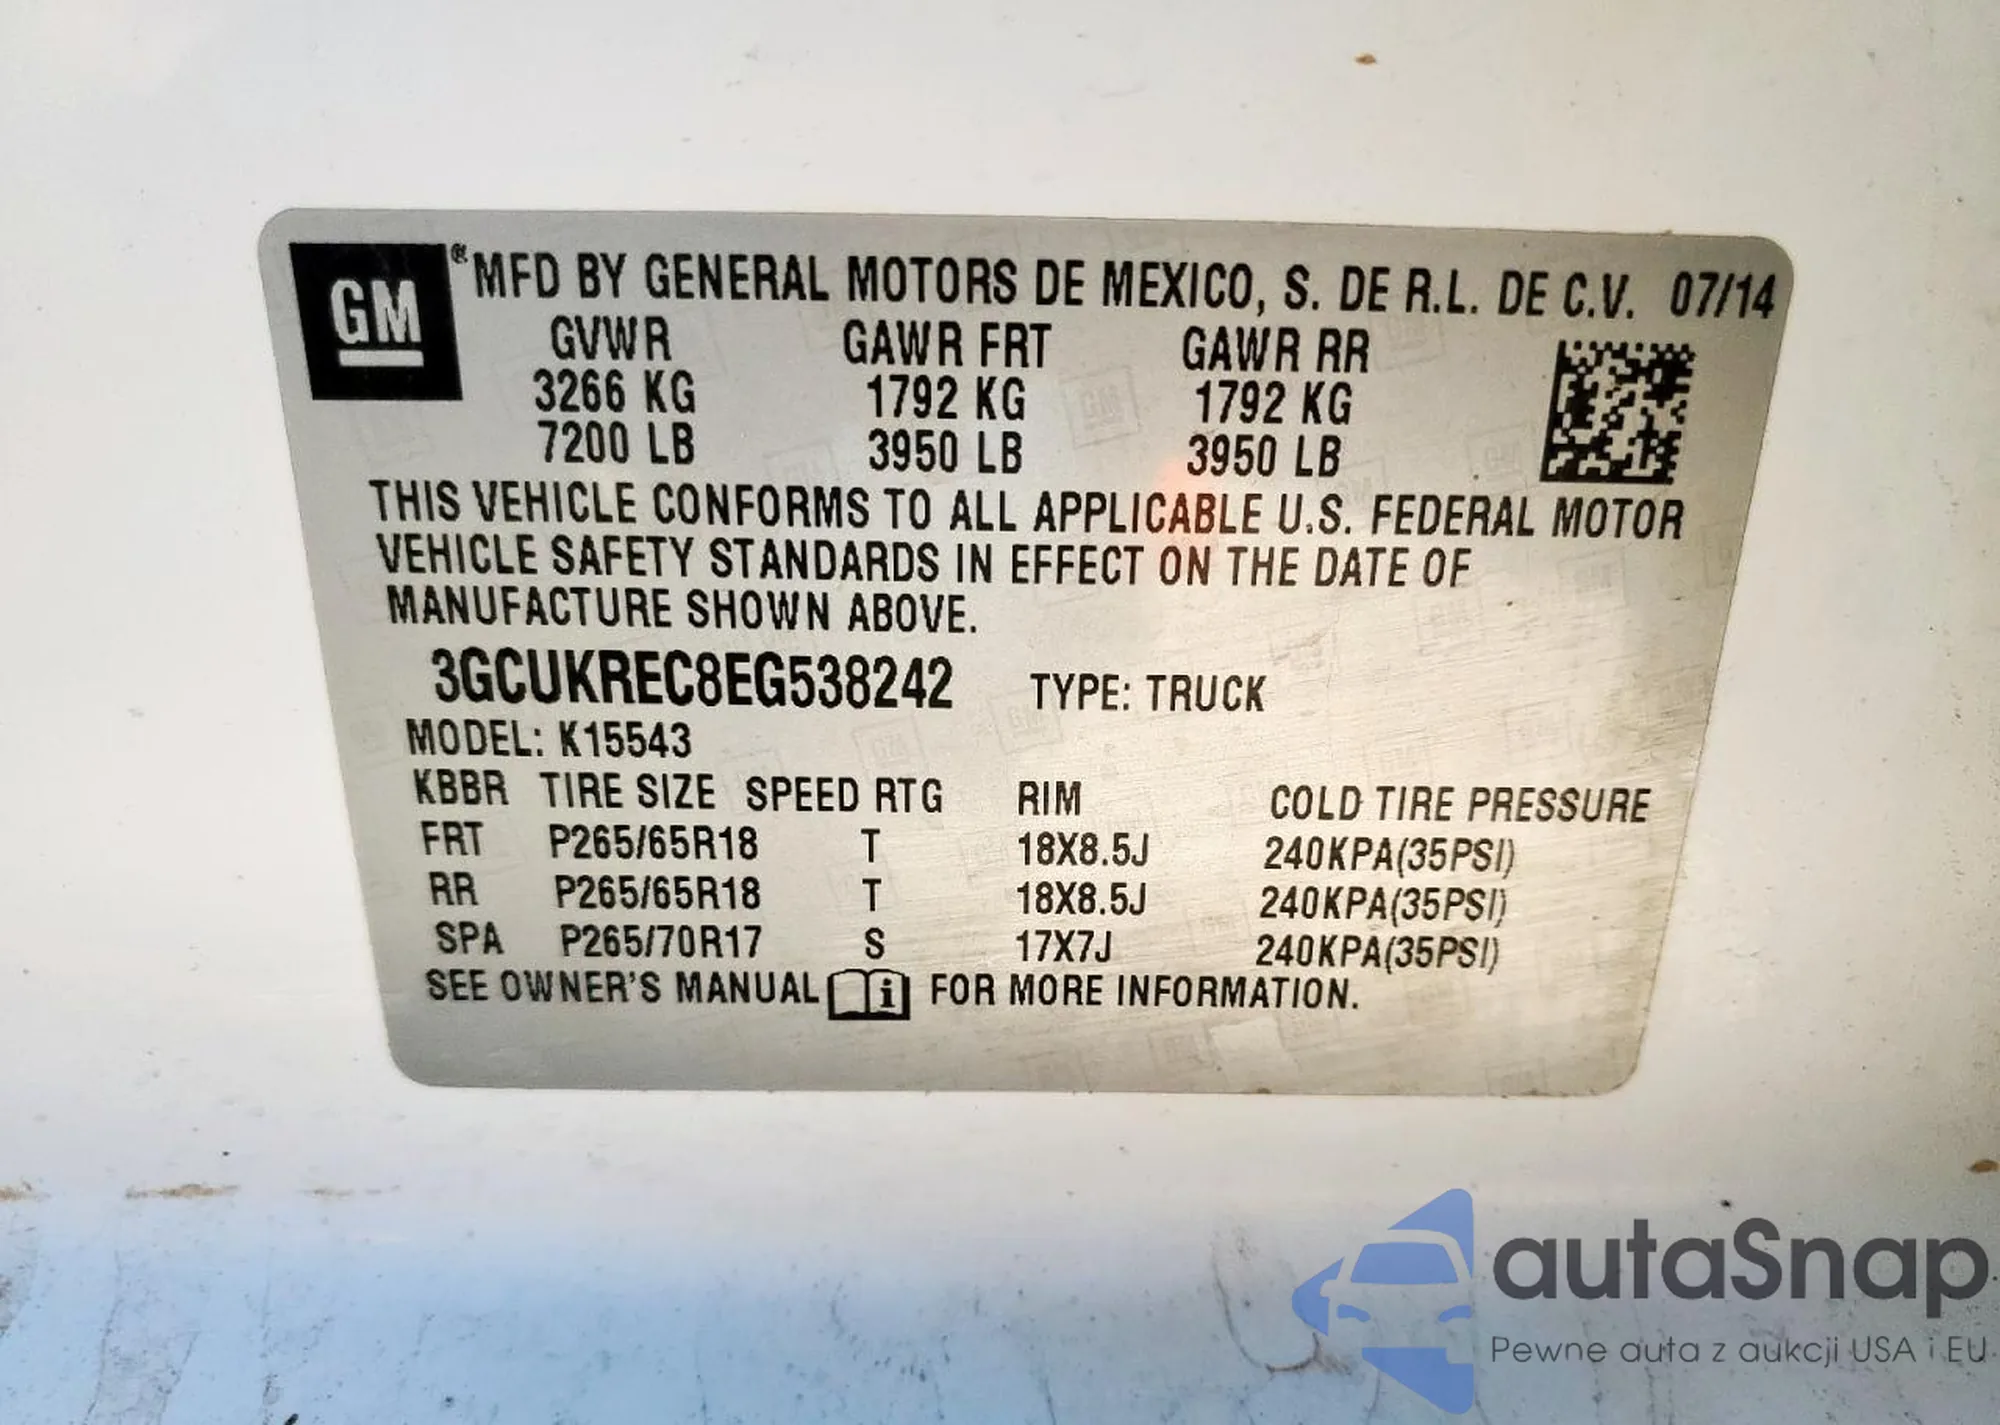 GM
® MFD BY GENERAL MOTORS DE MEXICO, S. DE R.L. DE C.V. 07/14
GVWR GAWR FRT GAWR RR
3266 KG 1792 KG 1792 KG
7200 LB 3950 LB 3950 LB
THIS VEHICLE CONFORMS TO ALL APPLICABLE U.S. FEDERAL MOTOR
VEHICLE SAFETY STANDARDS IN EFFECT ON THE DATE OF
MANUFACTURE SHOWN ABOVE.
3GCUKREC8EG538242 TYPE: TRUCK
MODEL: K15543
KBBR TIRE SIZE SPEED RTG RIM COLD TIRE PRESSURE
FRT P265/65R18 T 18X8.5J 240KPA(35PSI)
RR P265/65R18 T 18X8.5J 240KPA(35PSI)
SPA P265/70R17 S 17X7J 240KPA(35PSI)
SEE OWNER'S MANUAL i FOR MORE INFORMATION.
autaSnap
Pewne auta z aukcji USA i EU